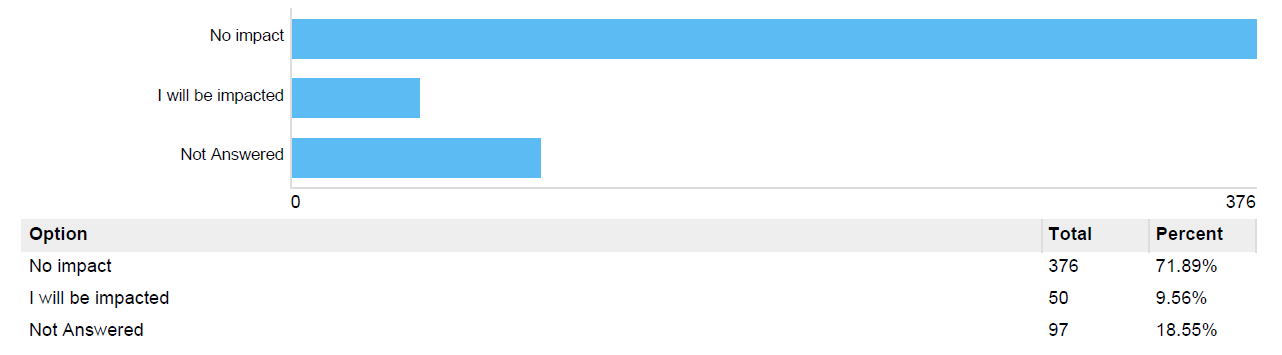 No impact
I will be impacted
Not Answered
0 376
Option Total Percent
No impact 376 71.89%
I will be impacted 50 9.56%
Not Answered 97 18.55%